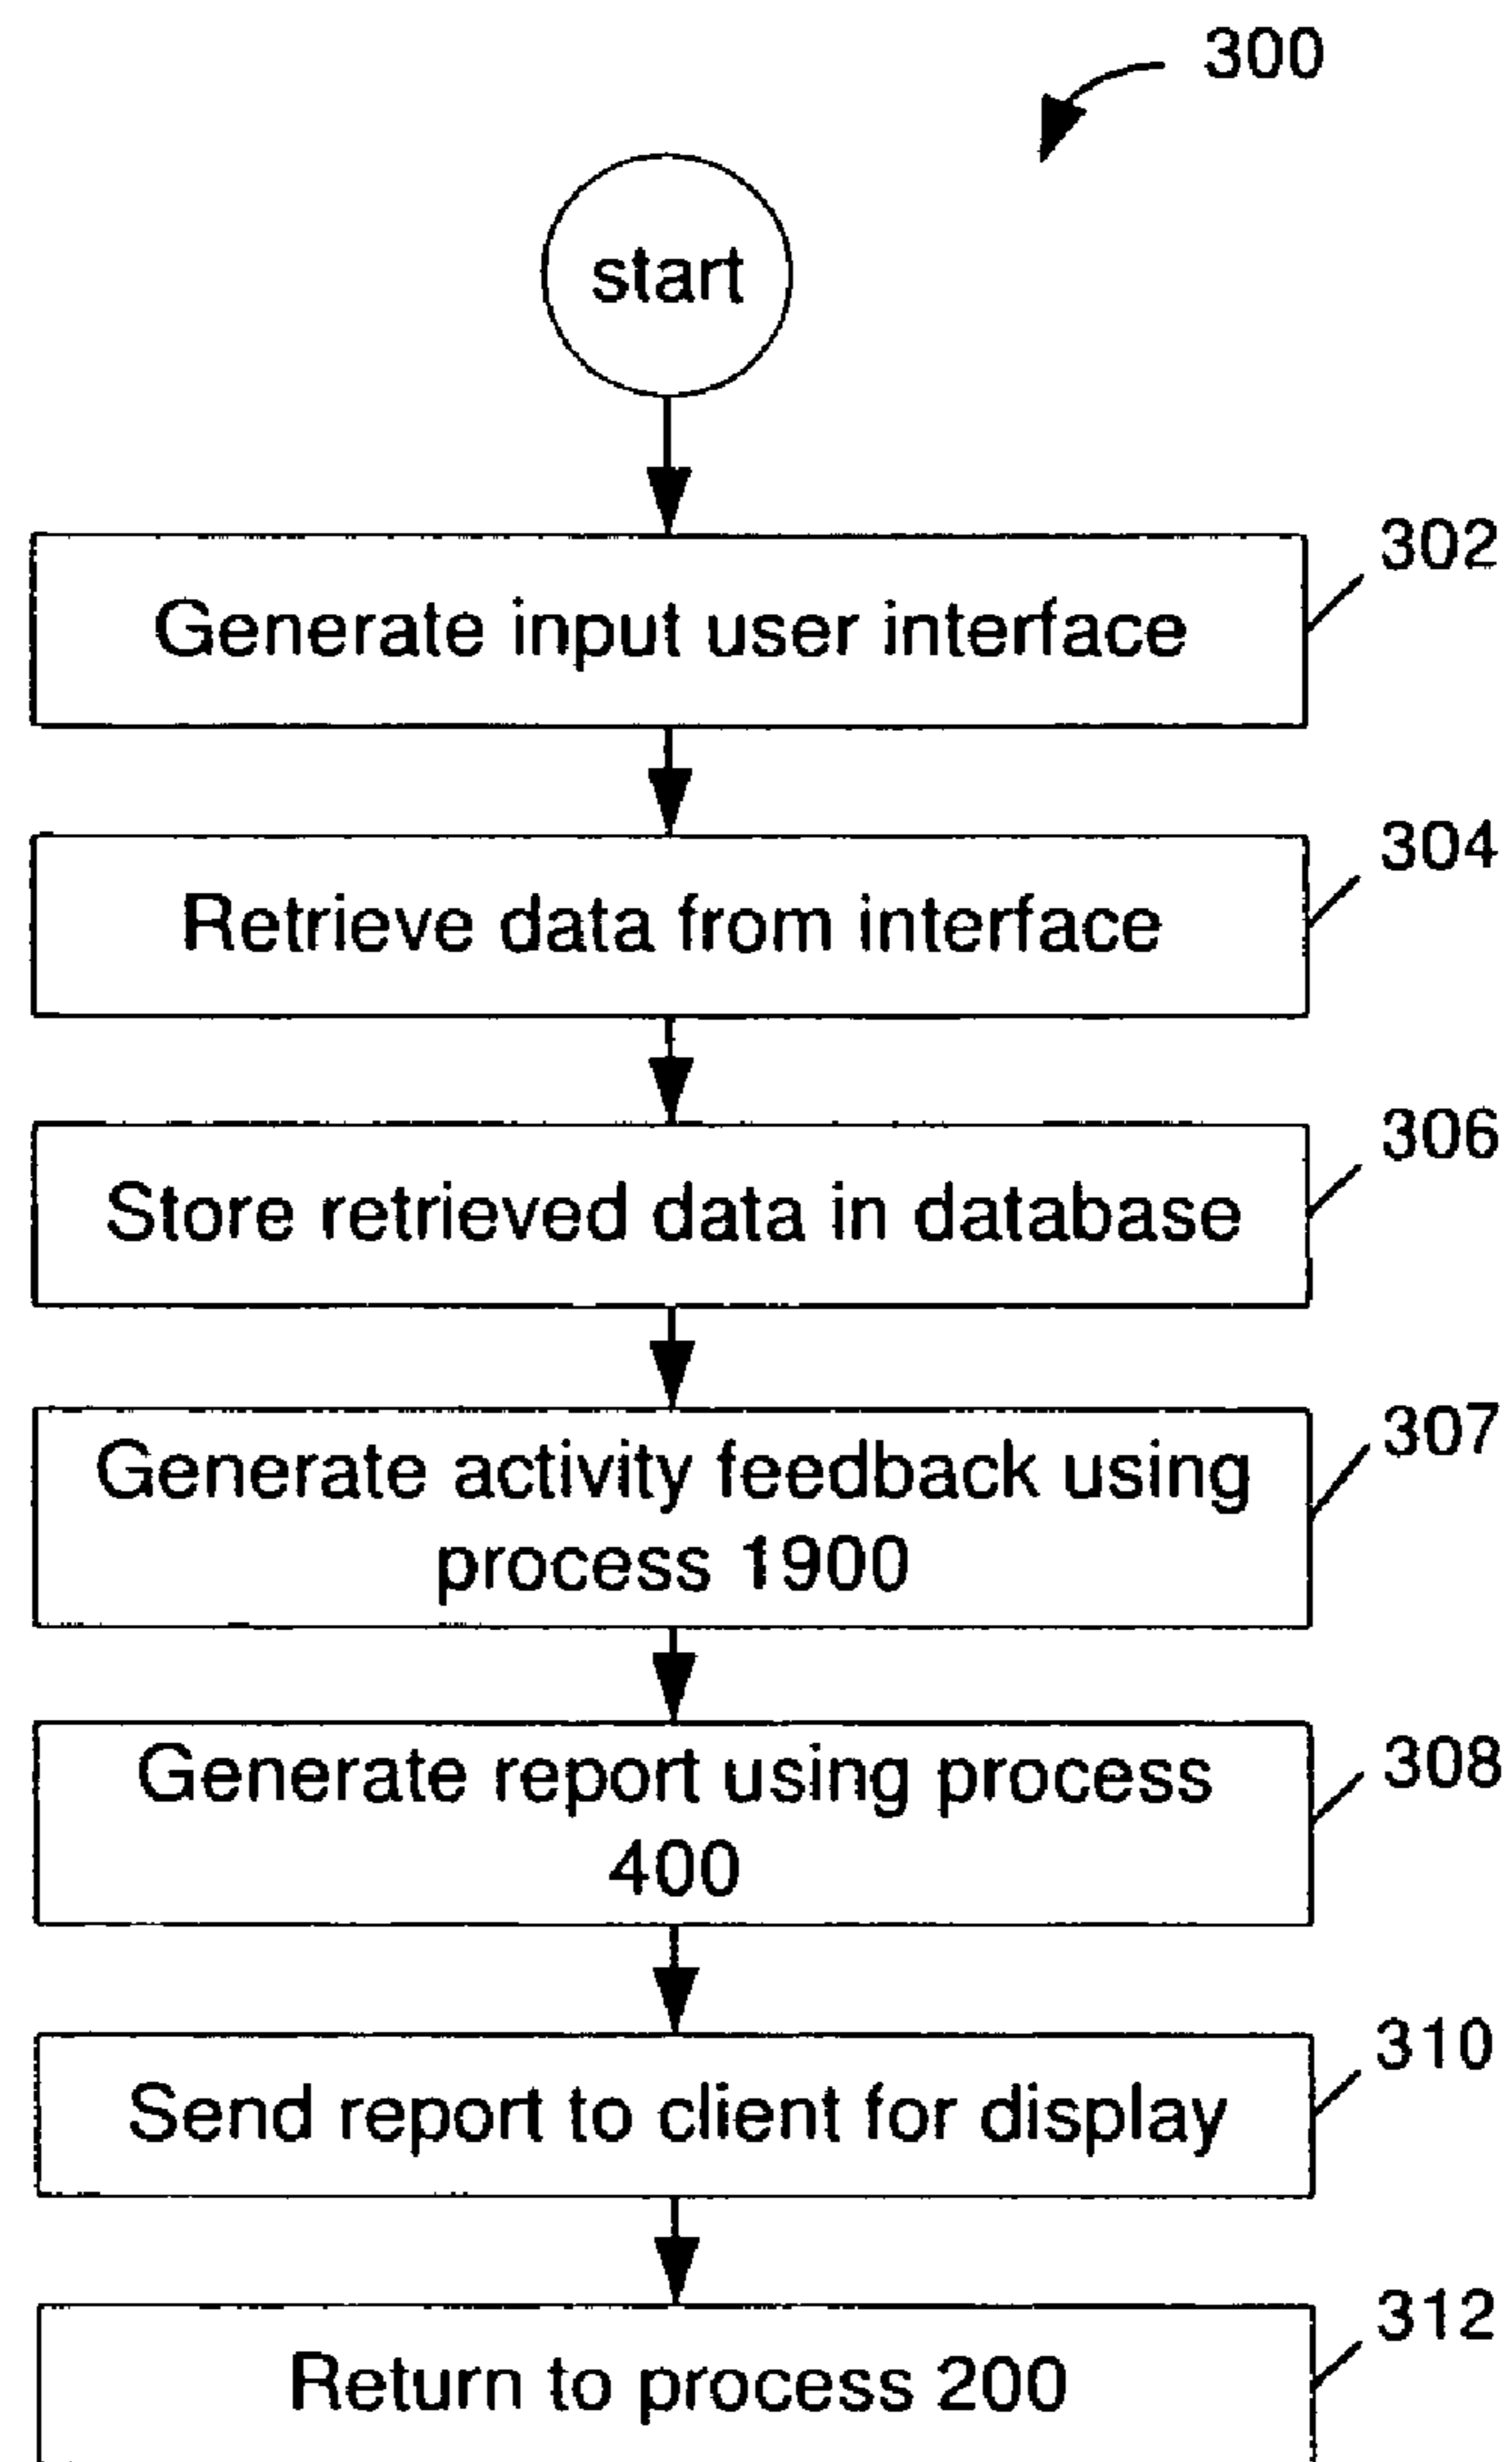 300
start
302
Generate input user interface
304
Retrieve data from interface
306
Store retrieved data in database
307
Generate activity feedback using
process 1900
308
Generate report using process
400
310
Send report to client for display
312
Return to process 200